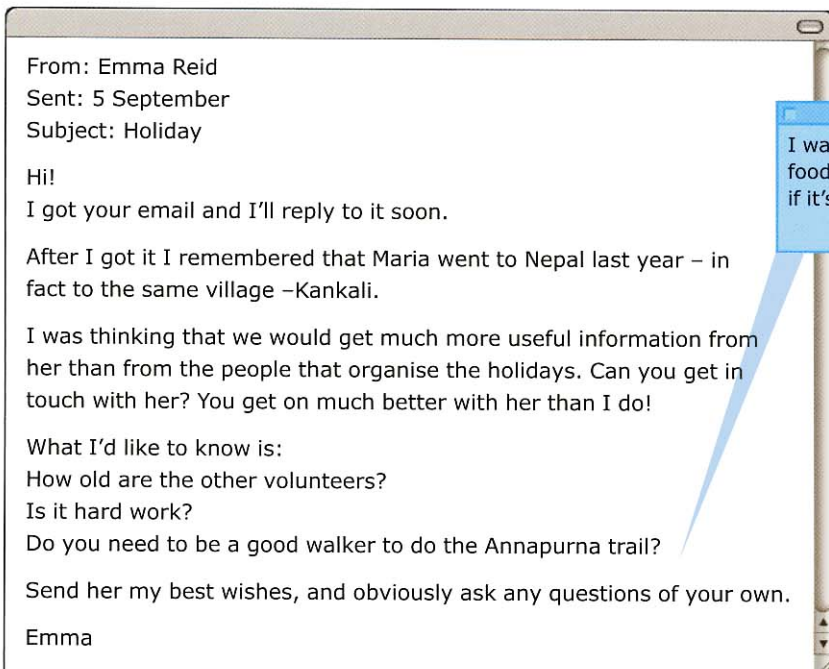 From: Emma Reid
Sent: 5 September
Subject: Holiday
Hi!
I got your email and I'll reply to it soon.
After I got it I remembered that Maria went to Nepal last year – in
fact to the same village –Kankali.
I was thinking that we would get much more useful information from
her than from the people that organise the holidays. Can you get in
touch with her? You get on much better with her than I do!
What I'd like to know is:
How old are the other volunteers?
Is it hard work?
Do you need to be a good walker to do the Annapurna trail?
Send her my best wishes, and obviously ask any questions of your own.
Emma
I
food
if it's